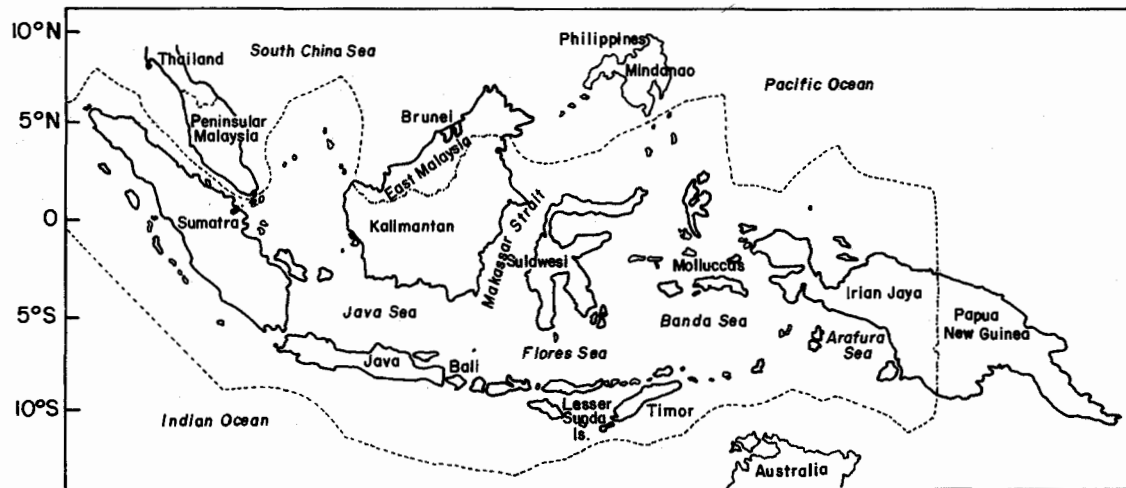 10°N
Philippines
South China Sea
Thailand
Mindanao
Pacific Ocean
5°N
Brunei
Peninsular
Malaysia
East Malaysia
0
Sumatra
Kalimantan
Makassar Strait
Suldwesi
Molluccas
Irian Jaya
5°S
Java Sea
Banda Sea
Papua
New Guinea
Flores Sea
Arafura
Sea
Java
Bali
10°S
Lesser
Sunda
Is.
Timor
Indian Ocean
Australia